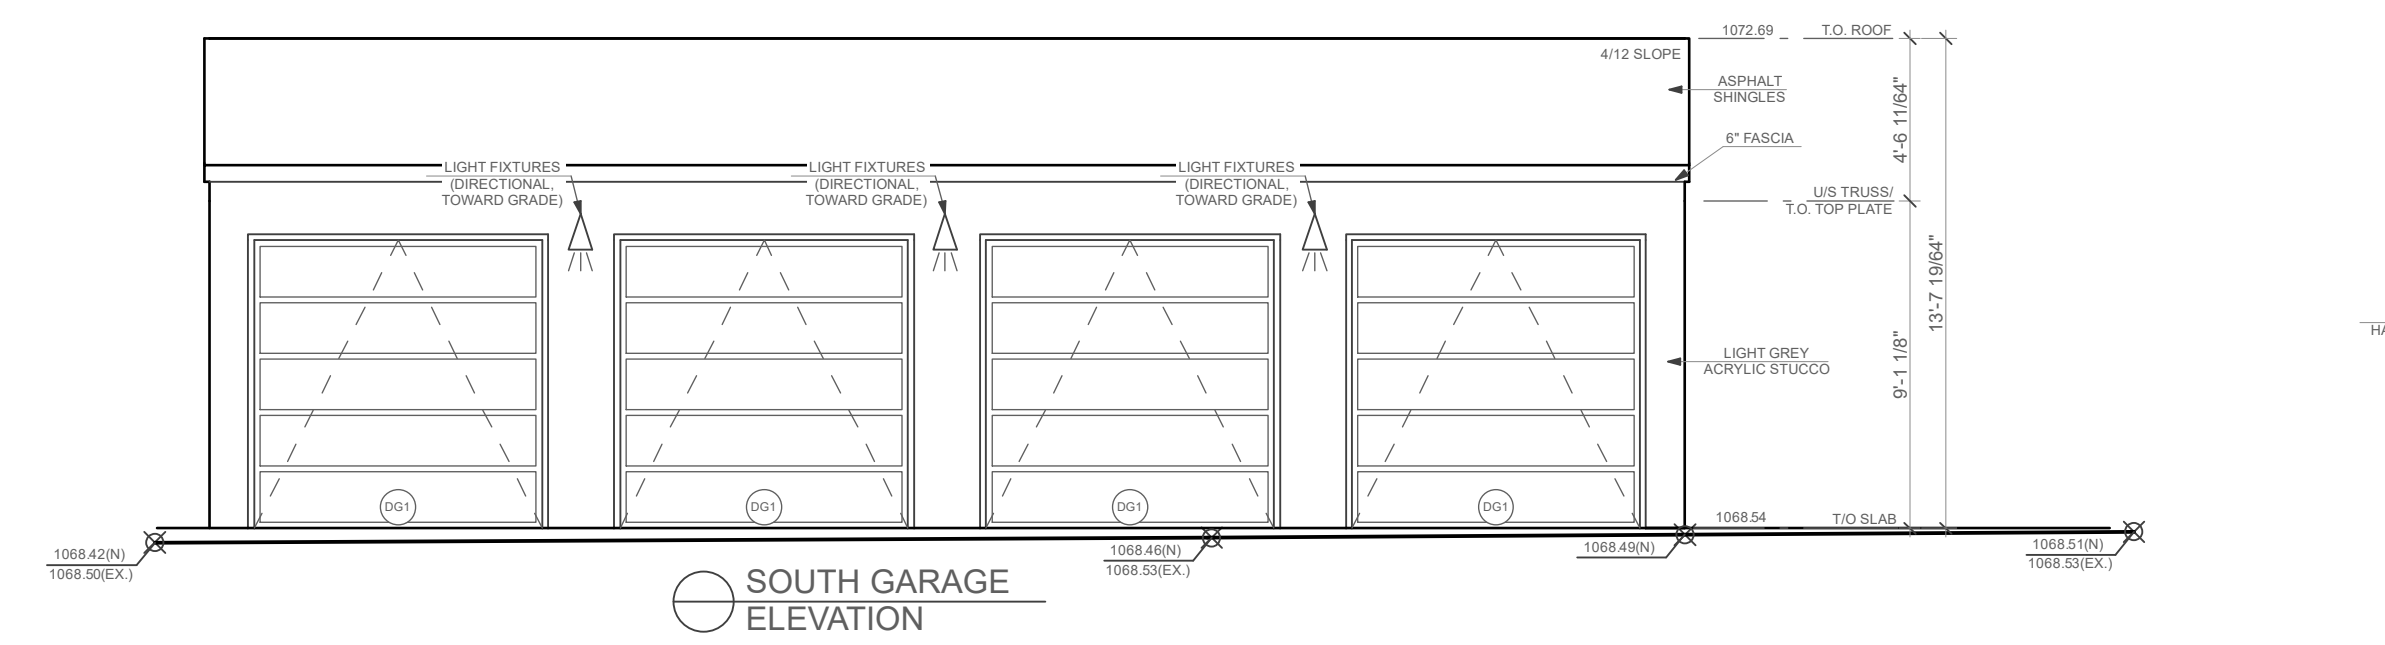 1072.69
T.O. ROOF
4/12 SLOPE
ASPHALT
SHINGLES
4'-6 11/64"
6" FASCIA
LIGHT FIXTURES
(DIRECTIONAL,
TOWARD GRADE)
LIGHT FIXTURES
(DIRECTIONAL,
TOWARD GRADE)
LIGHT FIXTURES
(DIRECTIONAL,
TOWARD GRADE)
U/S TRUSS/
T.O. TOP PLATE
13'-7 19/64"
LIGHT GREY
ACRYLIC STUCCO
9'-1 1/8"
DG1
DG1
DG1
DG1
1068.54
T/O SLAB
1068.42(N)
1068.50(EX.)
1068.46(N)
1068.53(EX.)
1068.49(N)
1068.51(N)
1068.53(EX.)
SOUTH GARAGE
ELEVATION